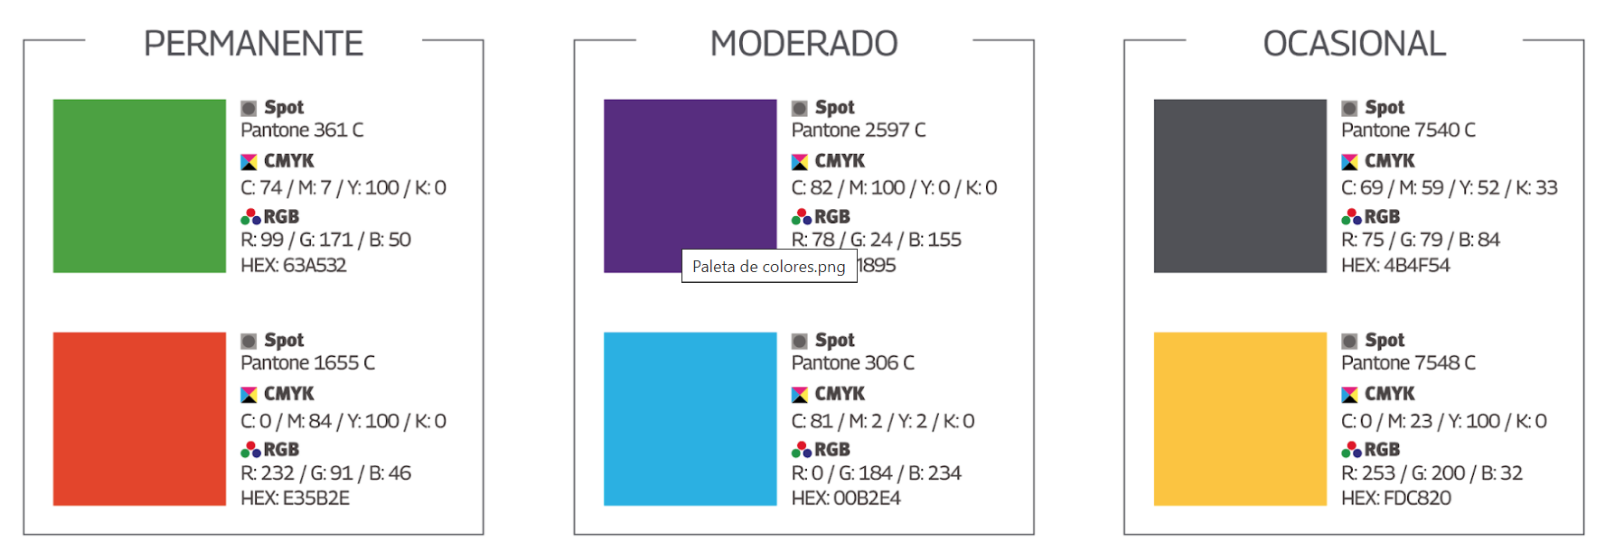 PERMANENTE
Spot
Pantone 361 C
CMYK
C: 74 / M: 7 / Y: 100 / K: 0
RGB
R: 99 / G: 171 / B: 50
HEX: 63A532
Spot
Pantone 1655 C
CMYK
C: 0 / M: 84 / Y: 100 / K: 0
RGB
R: 232 / G: 91 / B: 46
HEX: E35B2E
MODERADO
Spot
Pantone 2597 C
CMYK
C: 82 / M: 100 / Y: 0 / K: 0
RGB
R: 78 / G: 24 / B: 155
Paleta de colores.png
1895
Spot
Pantone 306 C
CMYK
C: 81 / M: 2 / Y: 2 / K: 0
RGB
R: 0 / G: 184 / B: 234
HEX: 00B2E4
OCASIONAL
Spot
Pantone 7540 C
CMYK
C: 69 / M: 59 / Y: 52 / K: 33
RGB
R: 75 / G: 79 / B: 84
HEX: 4B4F54
Spot
Pantone 7548 C
CMYK
C: 0 / M: 23 / Y: 100 / K: 0
RGB
R: 253 / G: 200 / B: 32
HEX: FDC820